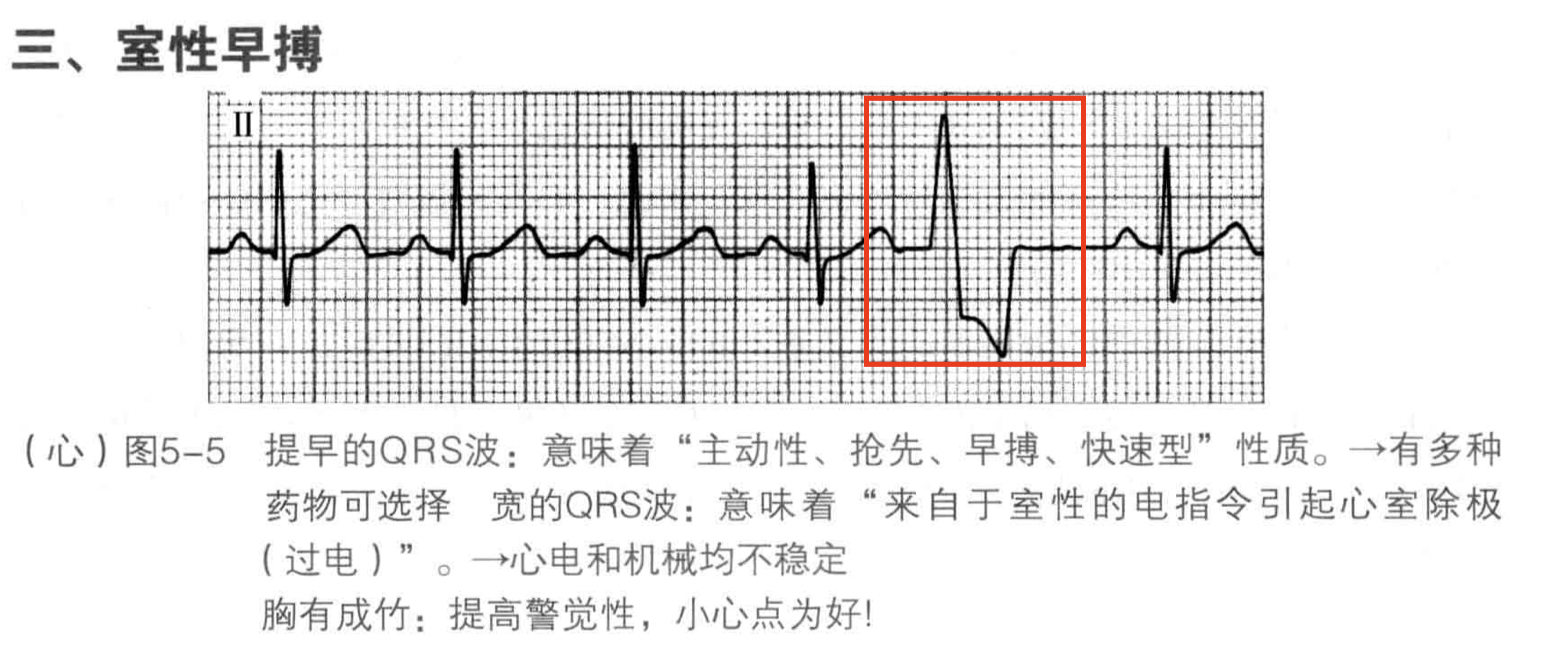 三、室性早搏
II
（心）图5-5 提早的QRS波：意味着“主动性、抢先、早搏、快速型”性质。→有多种
药物可选择 宽的QRS波：意味着“来自于室性的电指令引起心室除极
（过电）”。→心电和机械均不稳定
胸有成竹：提高警觉性，小心点为好！